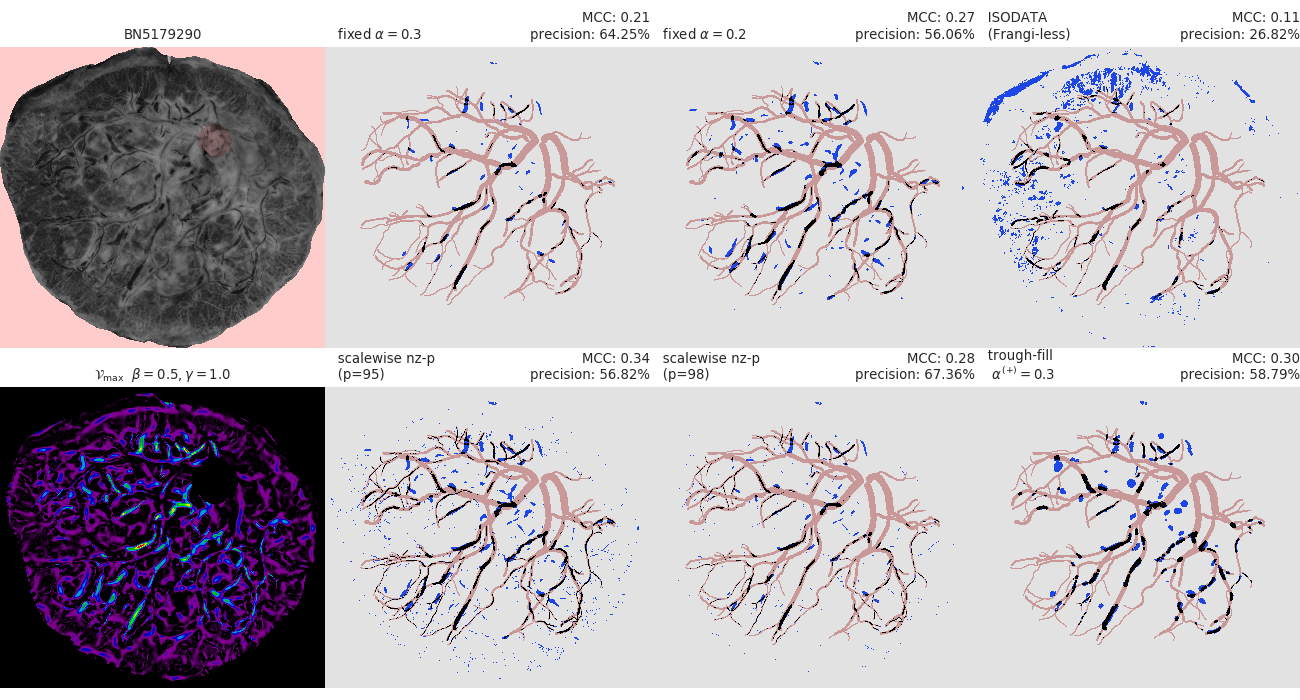 BN5179290
fixed α = 0.3
MCC: 0.21
precision: 64.25%
fixed α = 0.2
MCC: 0.27
precision: 56.06%
ISODATA
(Frangi-less)
MCC: 0.11
precision: 26.82%
𝒱max β = 0.5, γ = 1.0
scalewise nz-p
(p=95)
MCC: 0.34
precision: 56.82%
scalewise nz-p
(p=98)
MCC: 0.28
precision: 67.36%
trough-fill
α(+) = 0.3
MCC: 0.30
precision: 58.79%